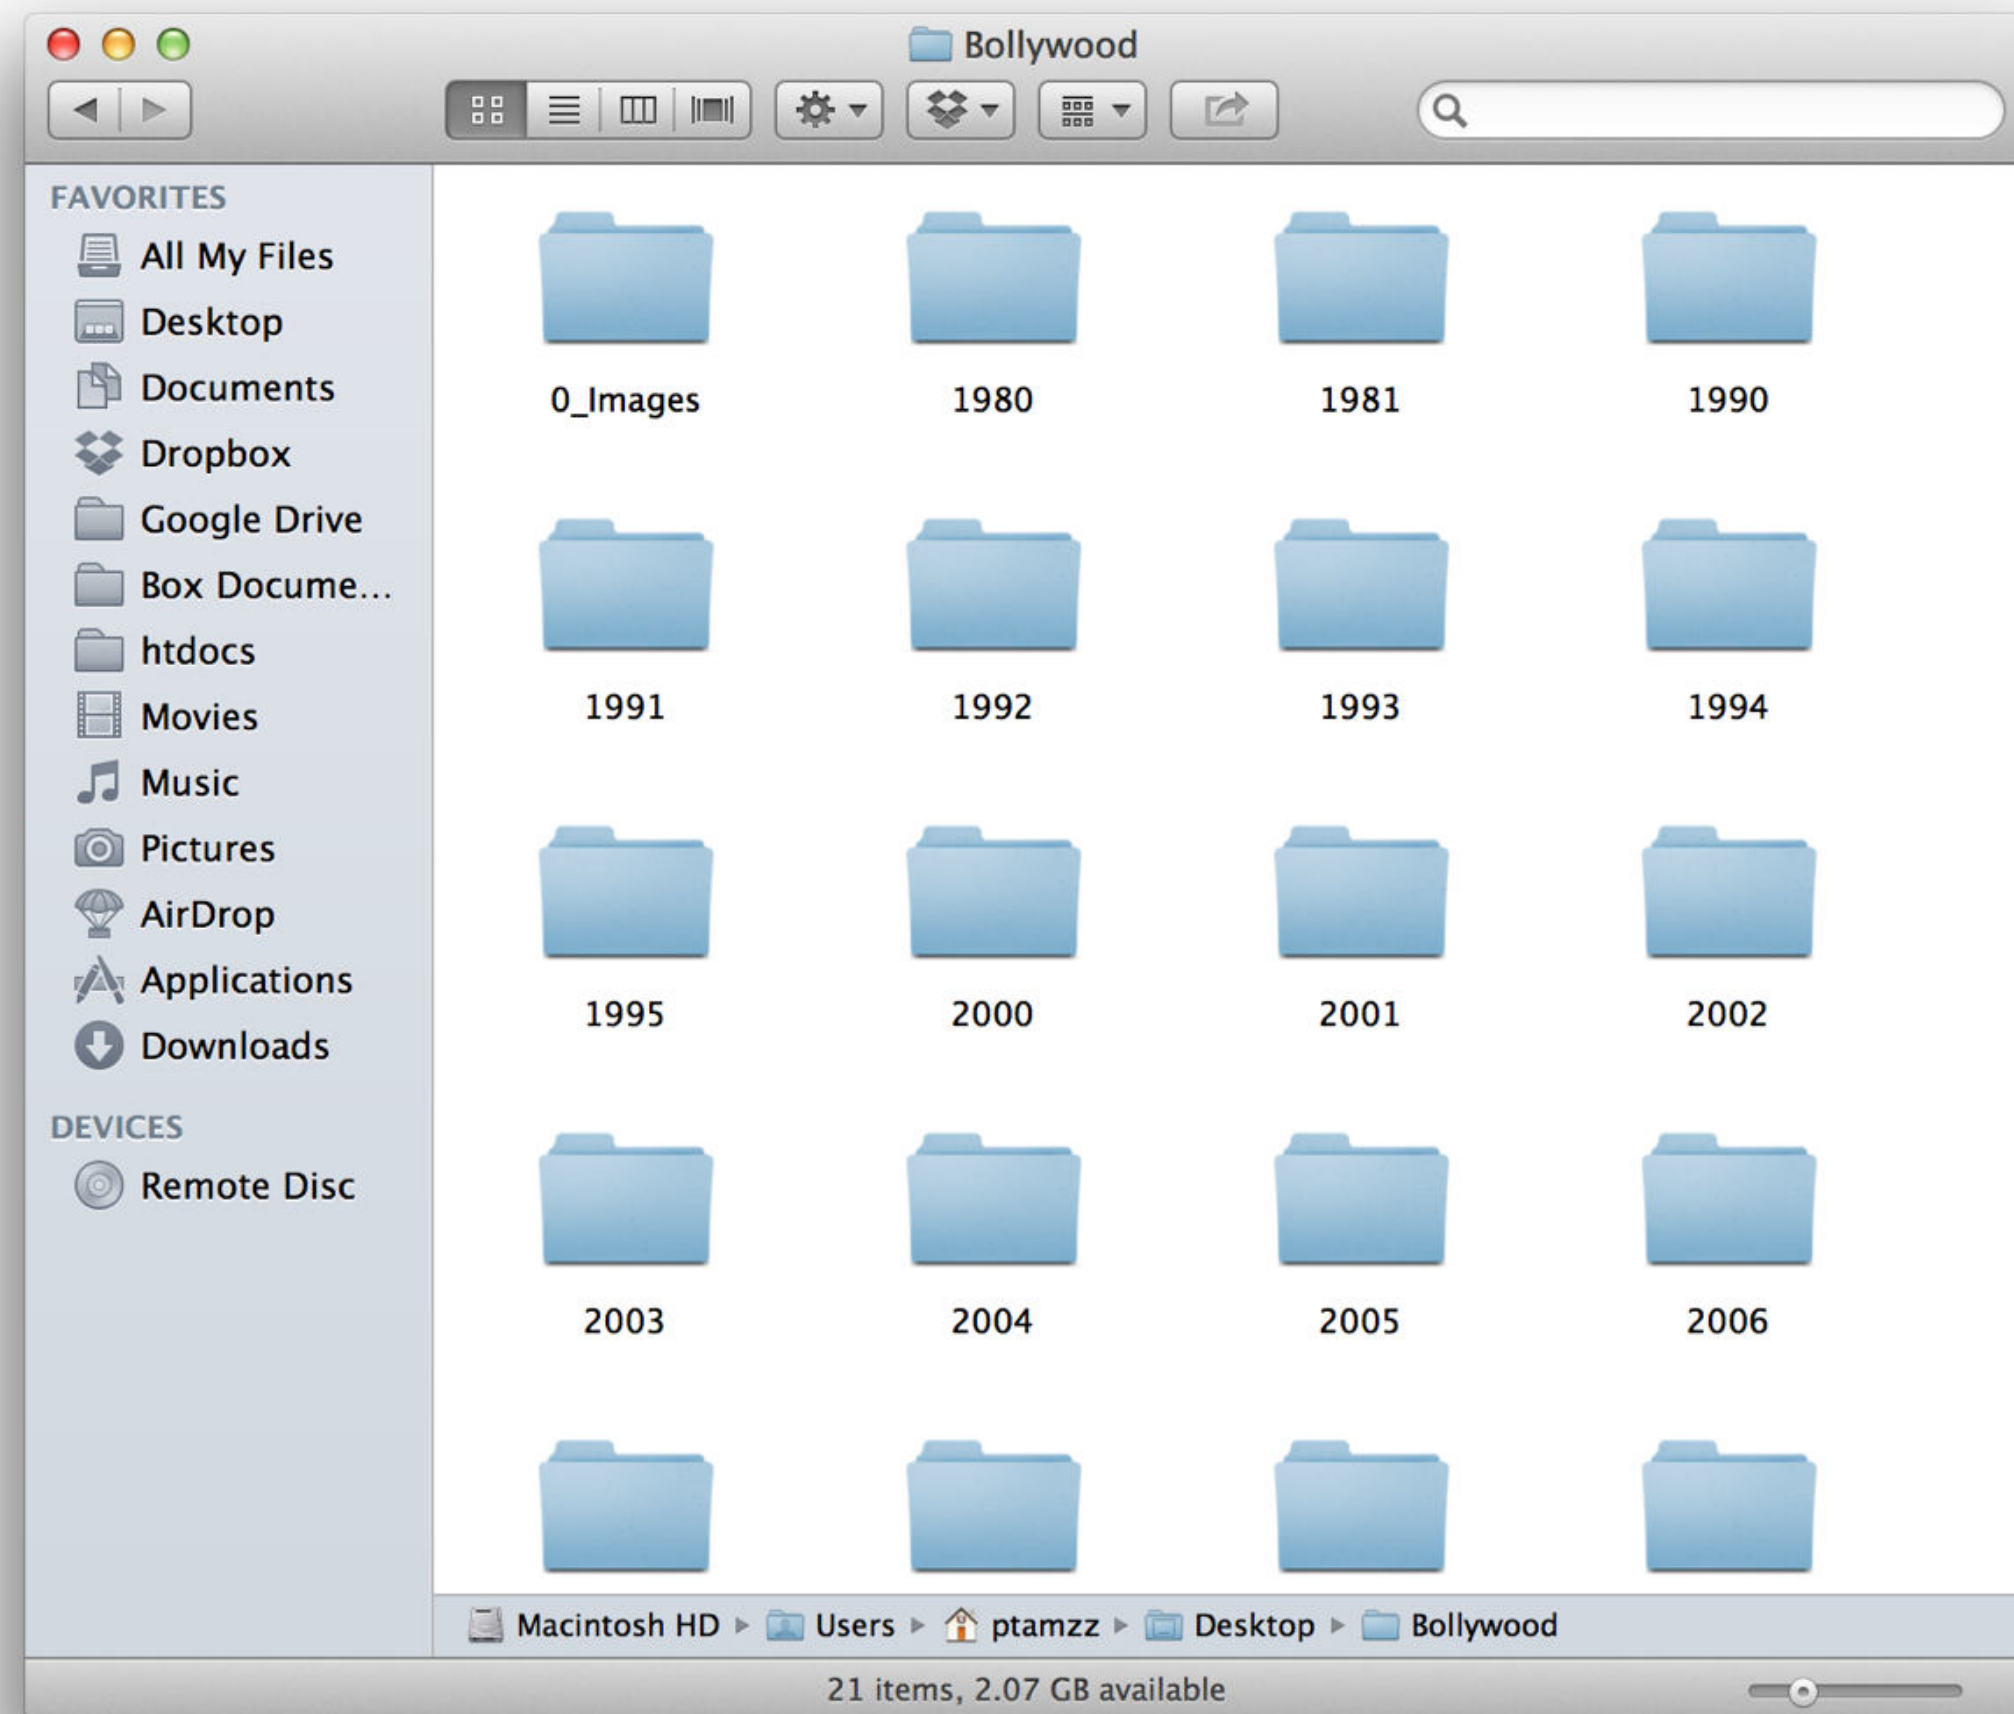 Bollywood
FAVORITES
All My Files
Desktop
Documents
Dropbox
Google Drive
Box Docume...
htdocs
Movies
Music
Pictures
AirDrop
Applications
Downloads
DEVICES
Remote Disc
0_Images 1980 1981 1990
1991 1992 1993 1994
1995 2000 2001 2002
2003 2004 2005 2006
Macintosh HD Users ptamzz Desktop Bollywood
21 items, 2.07 GB available